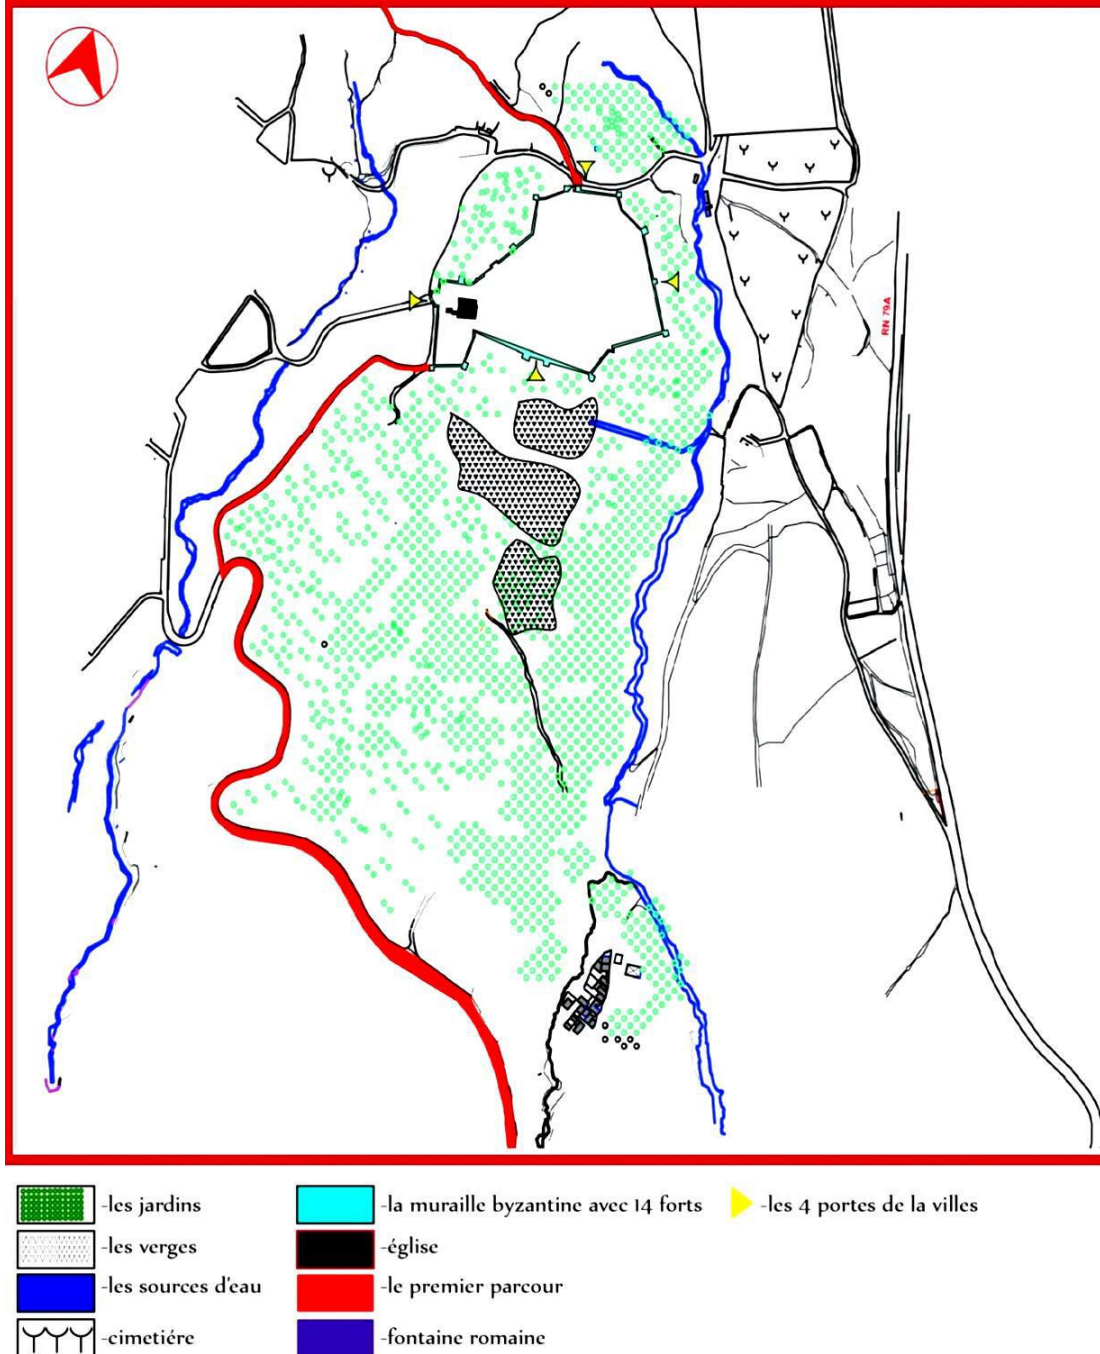 RN 79A
-les jardins
-les verges
-les sources d'eau
-cimetiére
-la muraille byzantine avec 14 forts
-église
-le premier parcour
-fontaine romaine
-les 4 portes de la villes